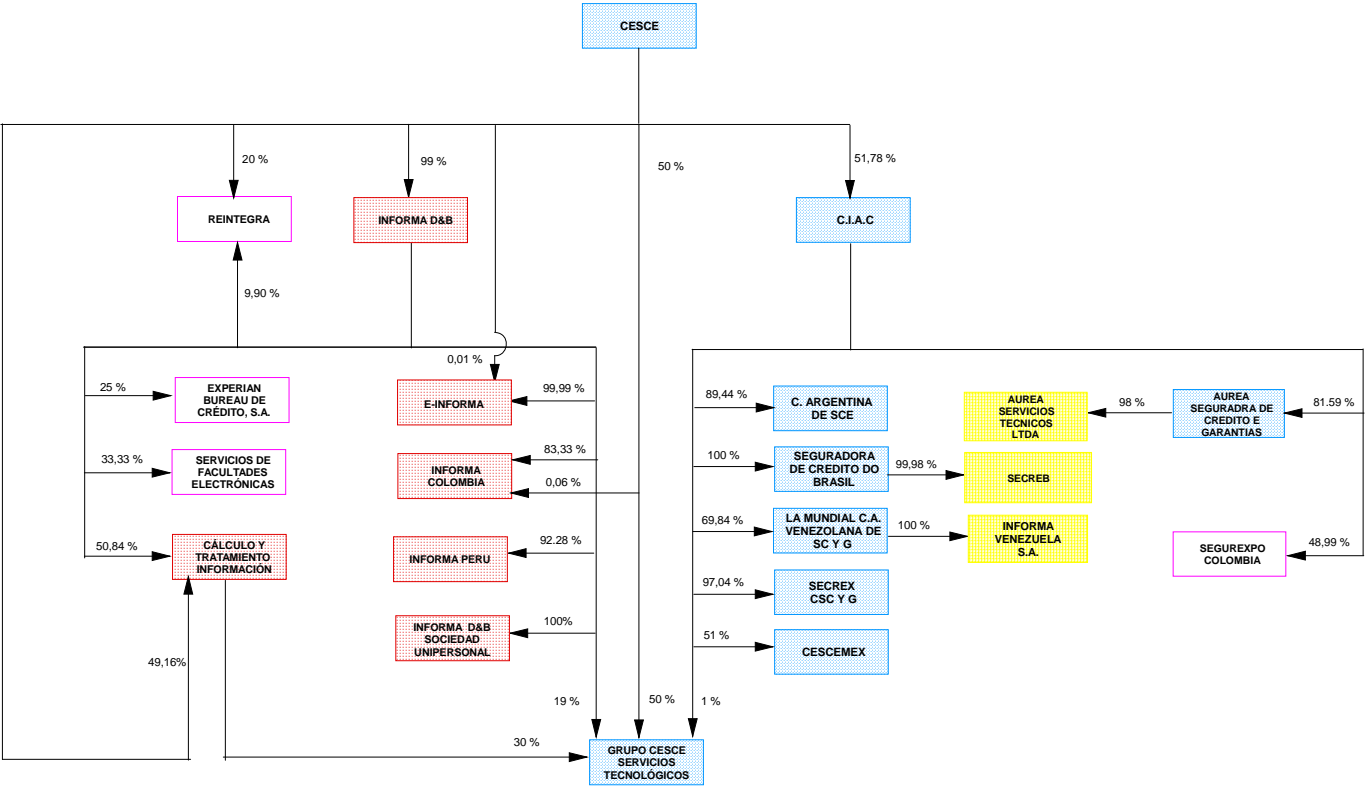 CESCE
20 %
99 %
50 %
51,78 %
REINTEGRA
INFORMA D&B
C.I.A.C
9,90 %
0,01 %
25 %
EXPERIAN
BUREAU DE
CRÉDITO, S.A.
E-INFORMA
99,99 %
89,44 %
C. ARGENTINA
DE SCE
AUREA
SERVICIOS
TECNICOS
LTDA
98 %
AUREA
SEGURADRA DE
CREDITO E
GARANTIAS
81.59 %
33,33 %
SERVICIOS DE
FACULTADES
ELECTRÓNICAS
INFORMA
COLOMBIA
83,33 %
0,06 %
100 %
SEGURADORA
DE CREDITO DO
BRASIL
99,98 %
SECREB
50,84 %
CÁLCULO Y
TRATAMIENTO
INFORMACIÓN
INFORMA PERU
92.28 %
69,84 %
LA MUNDIAL C.A.
VENEZOLANA DE
SC Y G
100 %
INFORMA
VENEZUELA
S.A.
SEGUREXPO
COLOMBIA
48,99 %
97,04 %
SECREX
CSC Y G
INFORMA D&B
SOCIEDAD
UNIPERSONAL
100%
51 %
CESCEMEX
49,16%
19 %
50 %
1 %
30 %
GRUPO CESCE
SERVICIOS
TECNOLÓGICOS